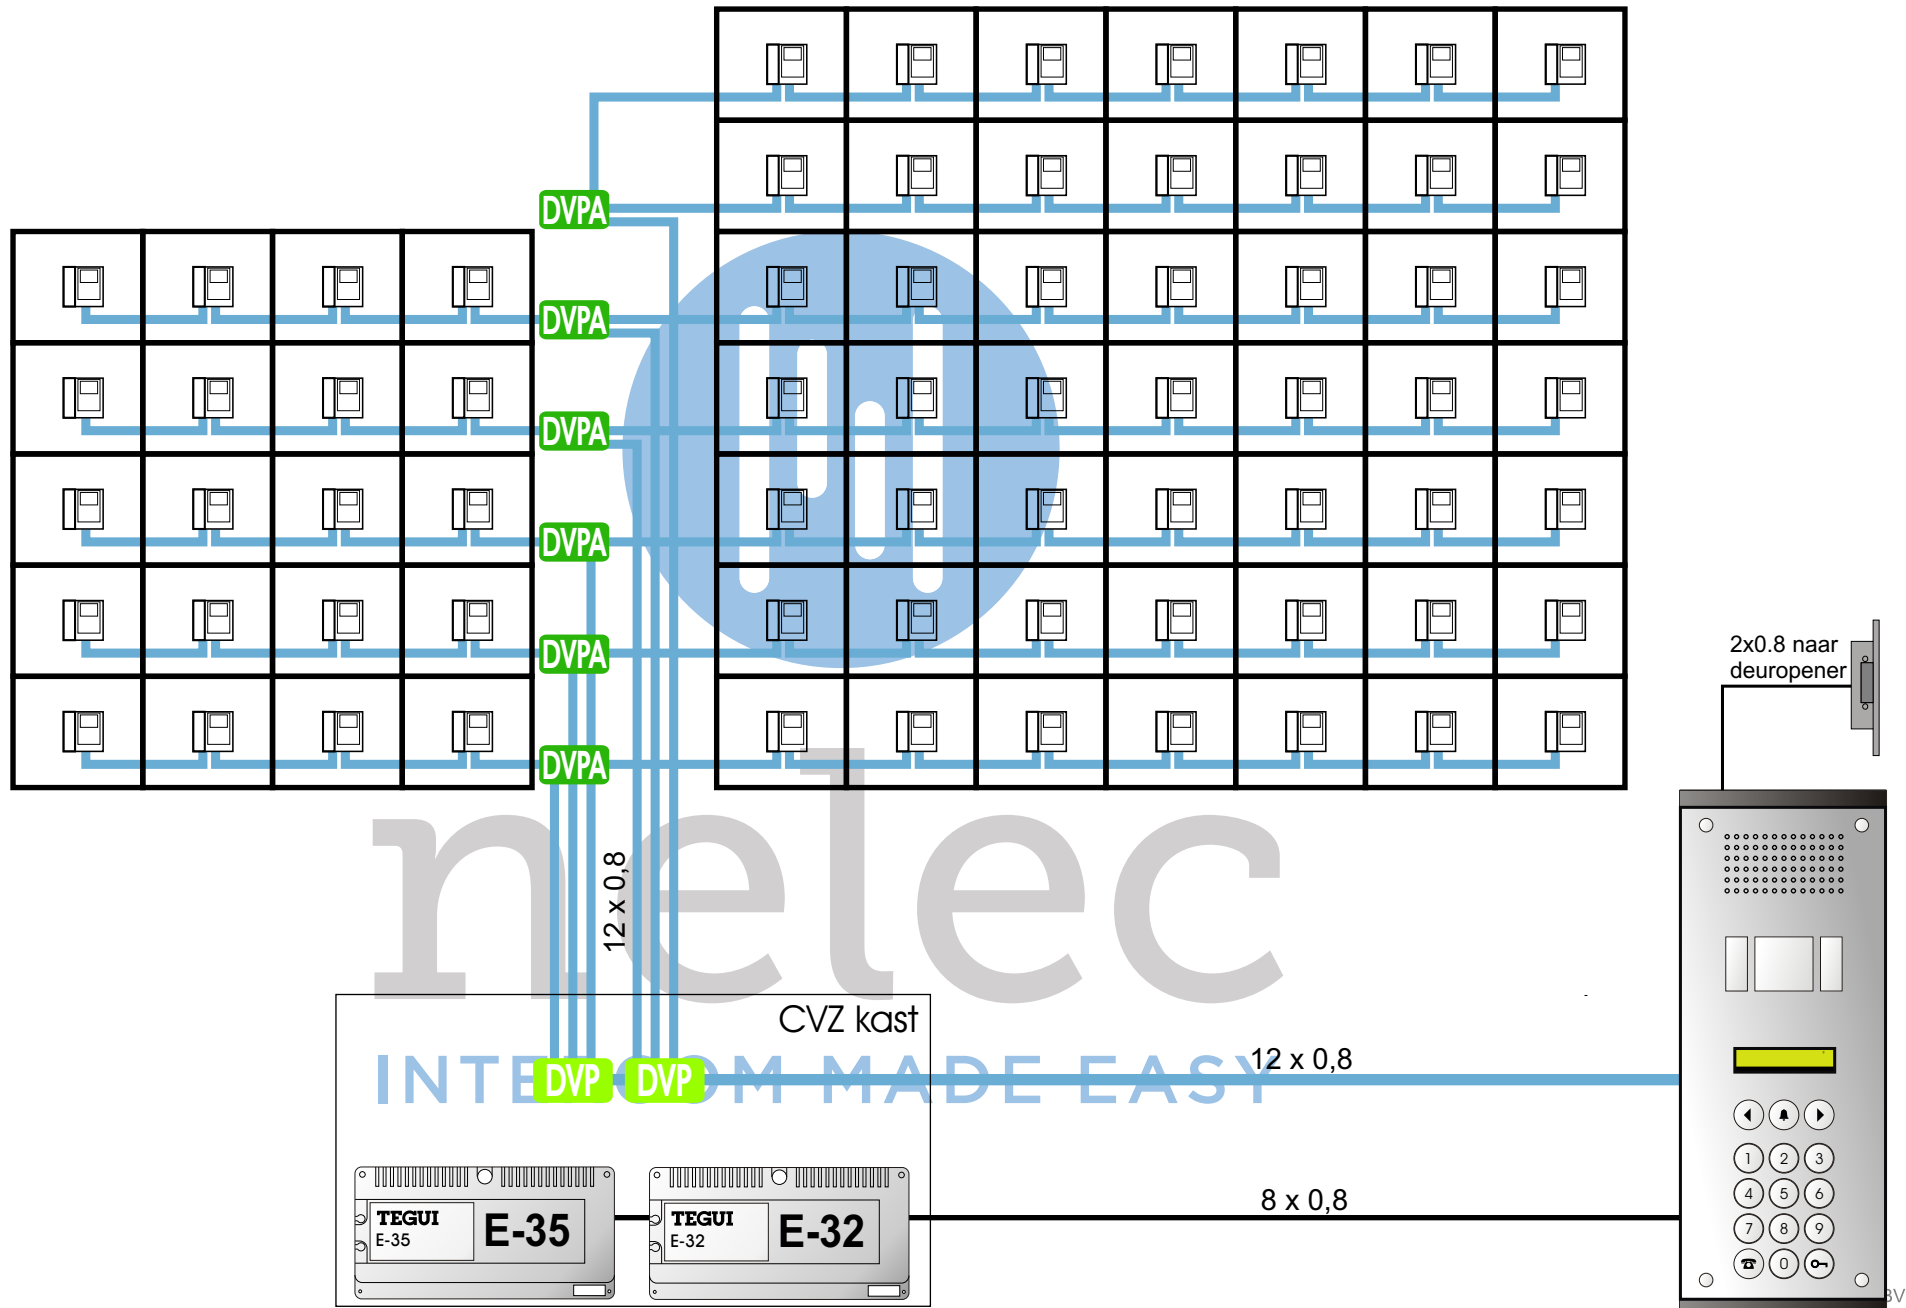 DVPA
DVPA
DVPA
DVPA
DVPA
DVPA
2x0.8 naar
deuropener
12 x 0,8
nelec
CVZ kast
INTERCOM MADE EASY
DVP DVP
12 x 0,8
TEGUI
E-35
E-35
TEGUI
E-32
E-32
8 x 0,8
1 2 3
4 5 6
7 8 9
0
BV